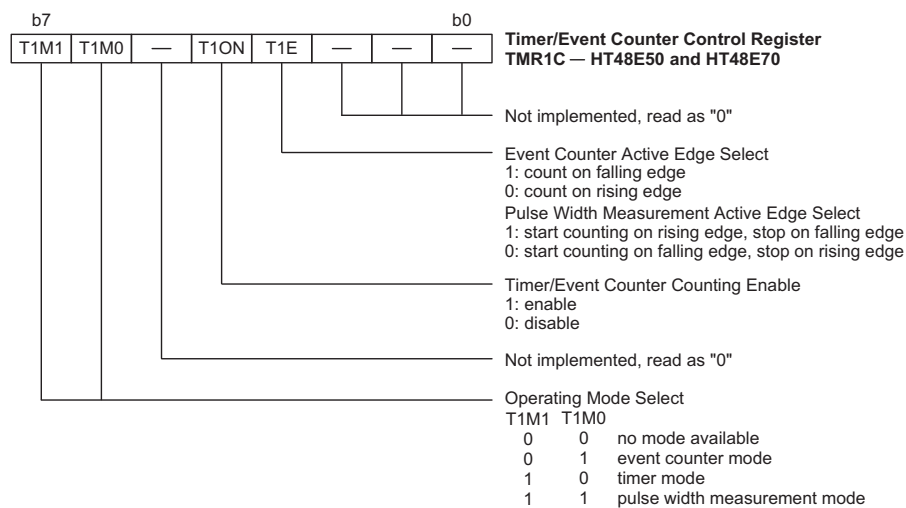 b7 b0
T1M1 T1M0 — T1ON T1E — — —
Timer/Event Counter Control Register
TMR1C — HT48E50 and HT48E70
Not implemented, read as "0"
Event Counter Active Edge Select
1: count on falling edge
0: count on rising edge
Pulse Width Measurement Active Edge Select
1: start counting on rising edge, stop on falling edge
0: start counting on falling edge, stop on rising edge
Timer/Event Counter Counting Enable
1: enable
0: disable
Not implemented, read as "0"
Operating Mode Select
T1M1 T1M0
0 0 no mode available
0 1 event counter mode
1 0 timer mode
1 1 pulse width measurement mode